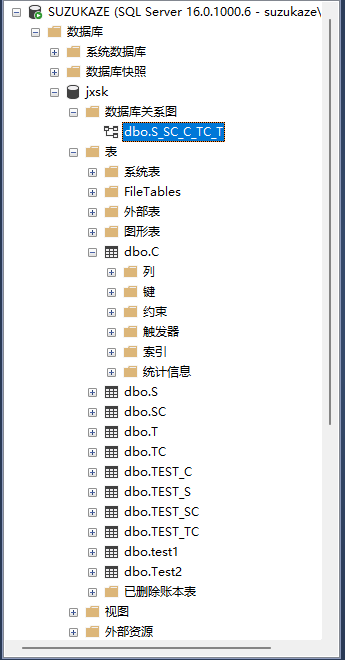 SUZUKAZE (SQL Server 16.0.1000.6 - suzukaze\
数据库
系统数据库
数据库快照
jxsk
数据库关系图
dbo.S_SC_C_TC_T
表
系统表
FileTables
外部表
图形表
dbo.C
列
键
约束
触发器
索引
统计信息
dbo.S
dbo.SC
dbo.T
dbo.TC
dbo.TEST_C
dbo.TEST_S
dbo.TEST_SC
dbo.TEST_TC
dbo.test1
dbo.Test2
已删除账本表
视图
外部资源